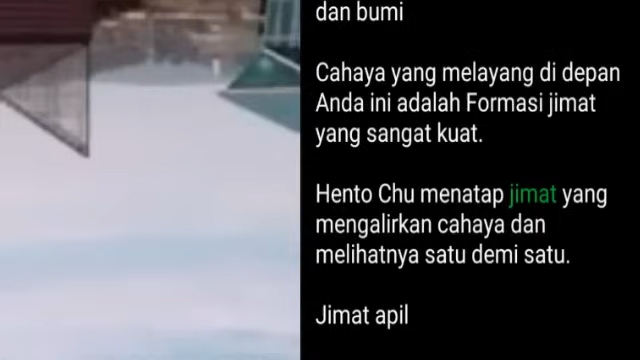 dan bumi
Cahaya yang melayang di depan
Anda ini adalah Formasi jimat
yang sangat kuat.
Hento Chu menatap jimat yang
mengalirkan cahaya dan
melihatnya satu demi satu.
Jimat apil